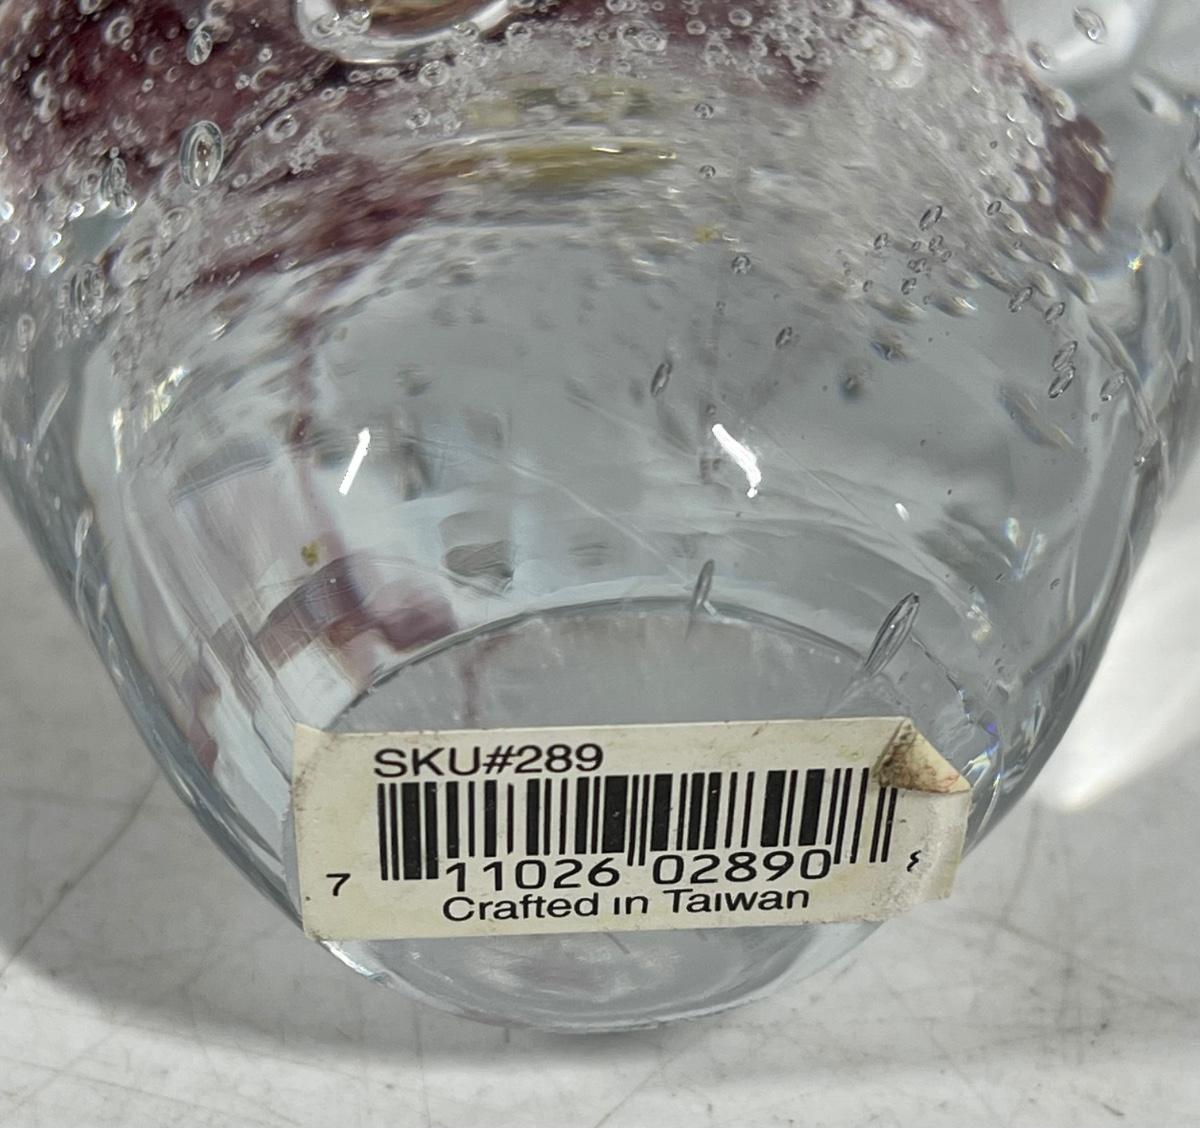 SKU#289
7 11026 02890
Crafted in Taiwan